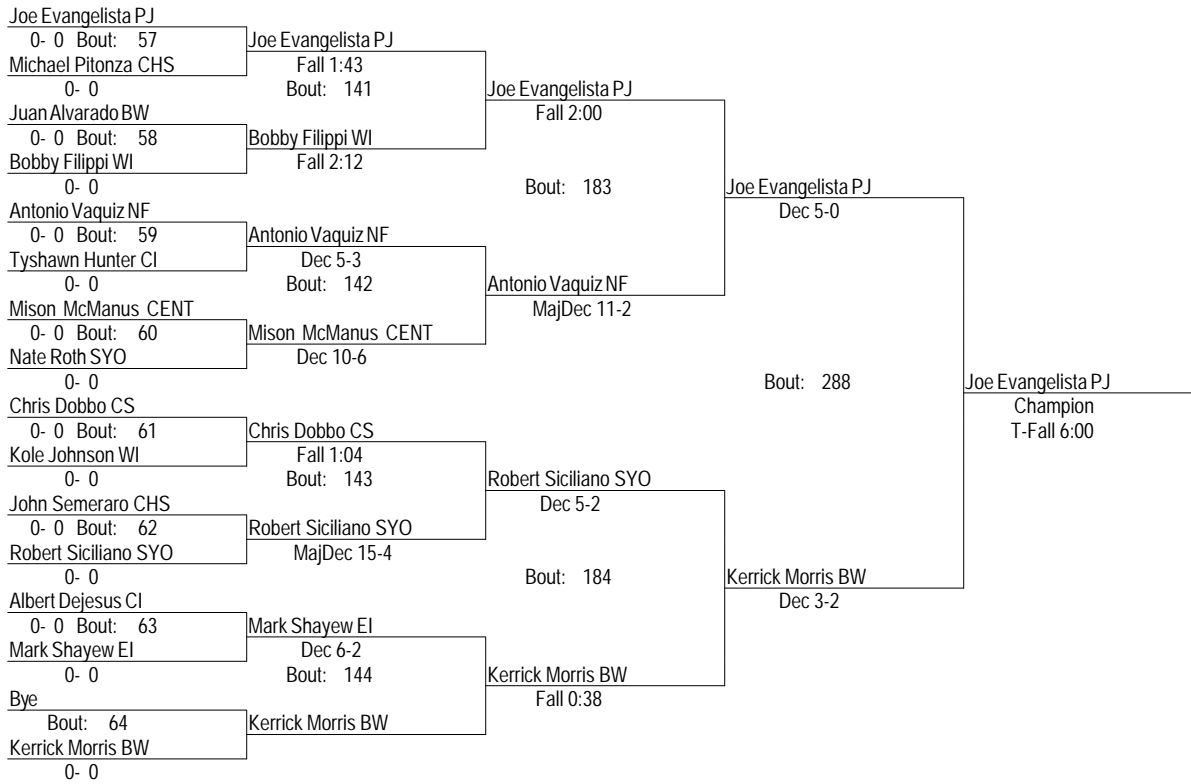 Joe Evangelista PJ
0- 0 Bout: 57
Joe Evangelista PJ
Michael Pitonza CHS
Fall 1:43
0- 0
Bout: 141
Joe Evangelista PJ
Juan Alvarado BW
Fall 2:00
0- 0 Bout: 58
Bobby Filippi WI
Bobby Filippi WI
Fall 2:12
0- 0
Bout: 183
Joe Evangelista PJ
Antonio Vaquiz NF
Dec 5-0
0- 0 Bout: 59
Antonio Vaquiz NF
Tyshawn Hunter CI
Dec 5-3
0- 0
Bout: 142
Antonio Vaquiz NF
Mison McManus CENT
MajDec 11-2
0- 0 Bout: 60
Mison McManus CENT
Nate Roth SYO
Dec 10-6
0- 0
Bout: 288
Joe Evangelista PJ
Chris Dobbo CS
Champion
0- 0 Bout: 61
Chris Dobbo CS
T-Fall 6:00
Kole Johnson WI
Fall 1:04
0- 0
Bout: 143
Robert Siciliano SYO
John Semeraro CHS
Dec 5-2
0- 0 Bout: 62
Robert Siciliano SYO
Robert Siciliano SYO
MajDec 15-4
0- 0
Bout: 184
Kerrick Morris BW
Albert Dejesus CI
Dec 3-2
0- 0 Bout: 63
Mark Shayew EI
Mark Shayew EI
Dec 6-2
0- 0
Bout: 144
Kerrick Morris BW
Bye
Fall 0:38
Bout: 64
Kerrick Morris BW
Kerrick Morris BW
0- 0